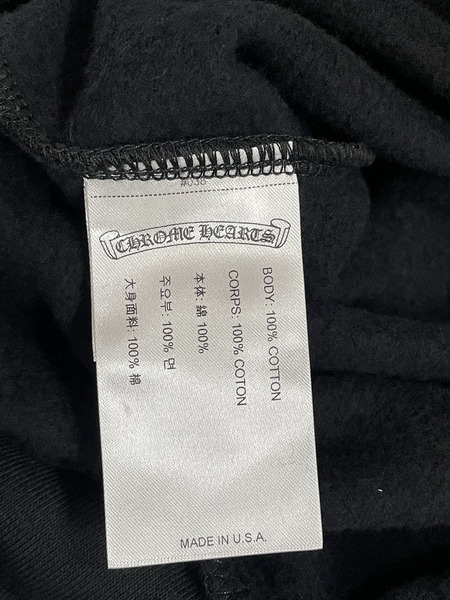 #038
CHROME HEARTS
BODY: 100% COTTON
CORPS: 100% COTON
本体: 綿 100%
주요부: 100% 면
大身面料: 100% 棉
MADE IN U.S.A.